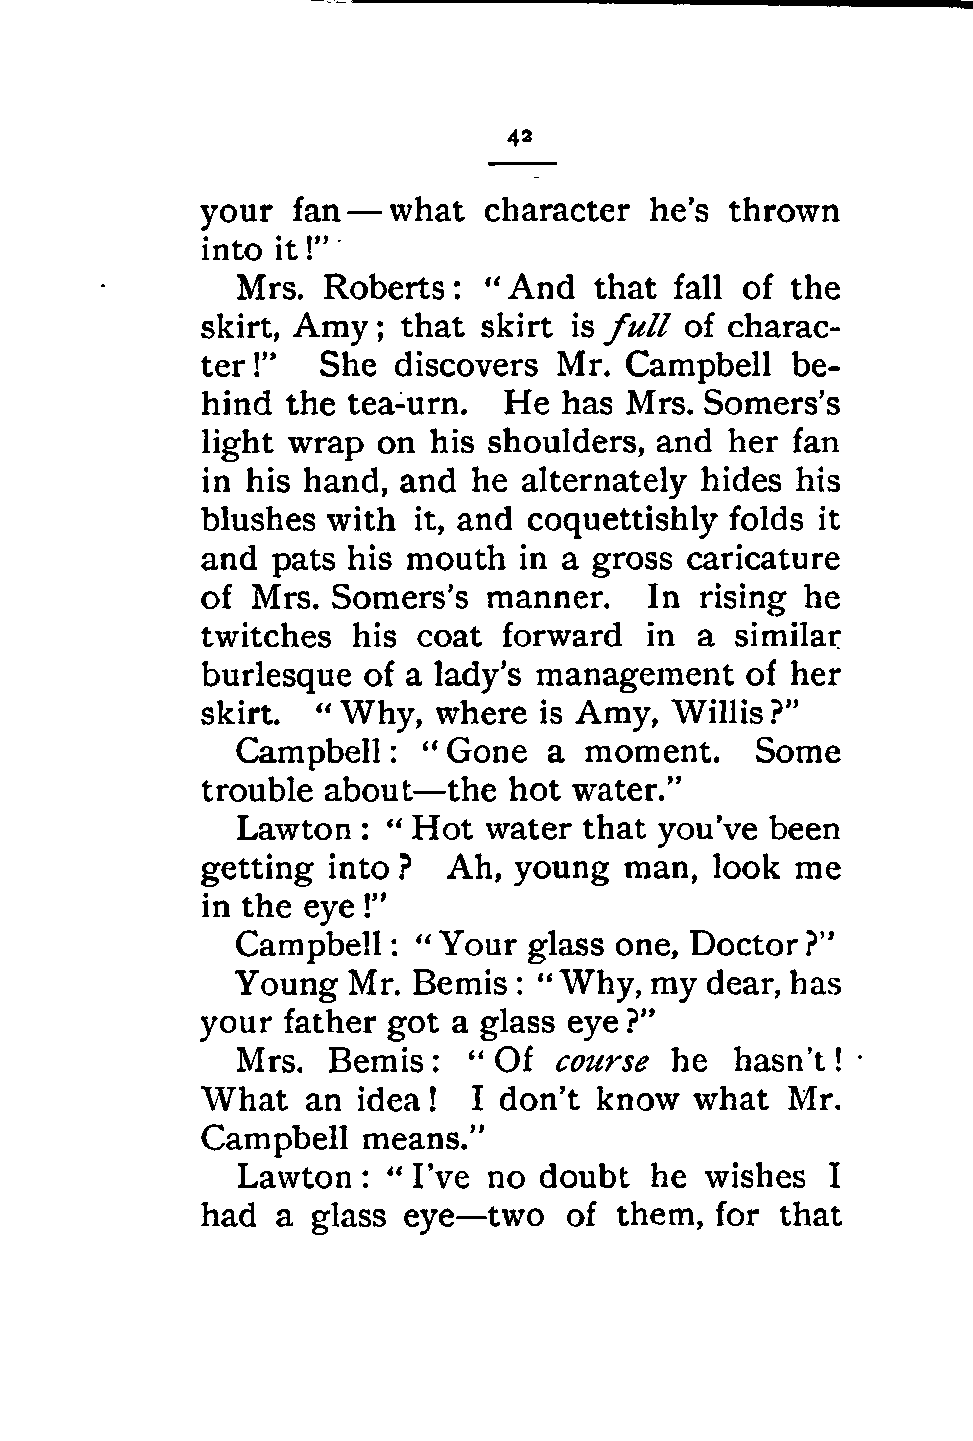 42
your fan — what character he's thrown
into it!"
Mrs. Roberts: "And that fall of the
skirt, Amy; that skirt is full of charac-
ter!" She discovers Mr. Campbell be-
hind the tea-urn. He has Mrs. Somers's
light wrap on his shoulders, and her fan
in his hand, and he alternately hides his
blushes with it, and coquettishly folds it
and pats his mouth in a gross caricature
of Mrs. Somers's manner. In rising he
twitches his coat forward in a similar
burlesque of a lady's management of her
skirt. "Why, where is Amy, Willis?"
Campbell: "Gone a moment. Some
trouble about—the hot water."
Lawton: "Hot water that you've been
getting into? Ah, young man, look me
in the eye!"
Campbell: "Your glass one, Doctor?"
Young Mr. Bemis: "Why, my dear, has
your father got a glass eye?"
Mrs. Bemis: "Of course he hasn't!
What an idea! I don't know what Mr.
Campbell means."
Lawton: "I've no doubt he wishes I
had a glass eye—two of them, for that